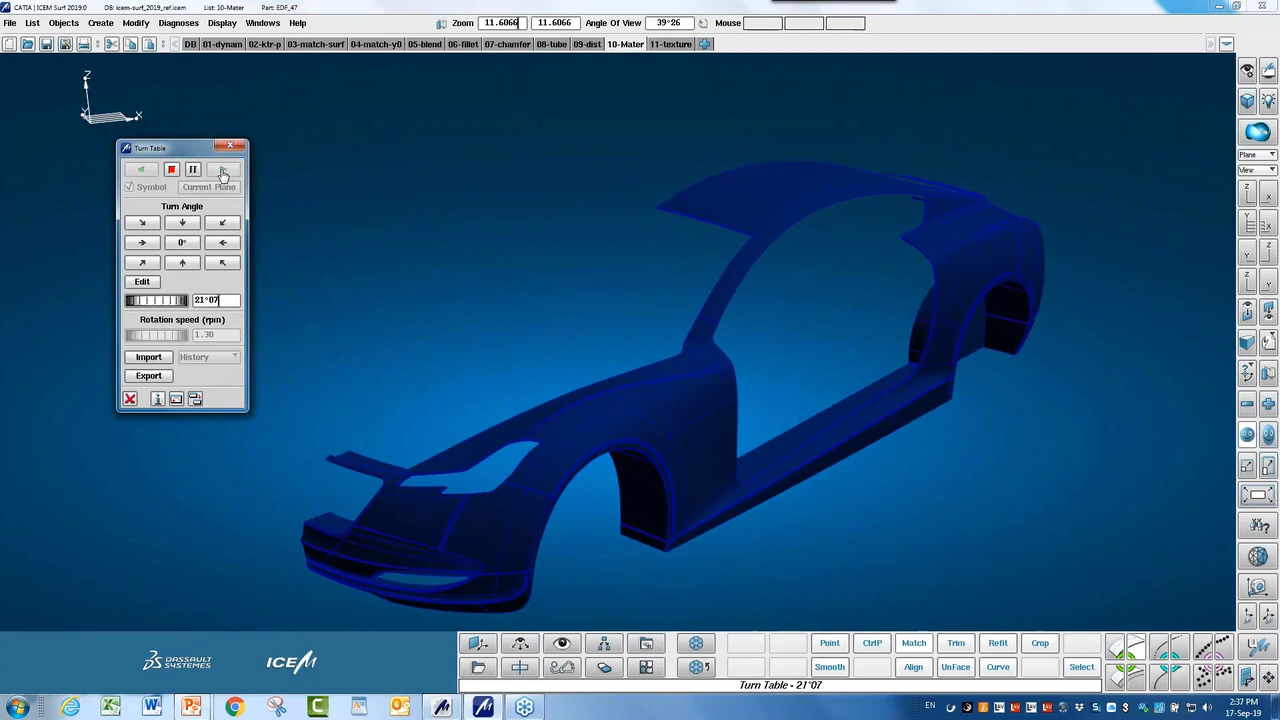 CATIA | ICEM Surf 2019.0 DB: icem-surf_2019_ref.icem List: 10-Mater Part: EDF_47
File List Objects Create Modify Diagnoses Display Windows Help
Zoom 11.6066 11.6066 Angle Of View 39°26 Mouse
DB 01-dynam 02-ktr-p 03-match-surf 04-match-y0 05-blend 06-fillet 07-chamfer 08-tube 09-dist 10-Mater 11-texture
Z
X
Turn Table
Symbol Current Plane
Turn Angle
0°
Edit
21°07
Rotation speed (rpm)
1.30
Import History
Export
Plane
View
Z X
Y X
Y Z
Z Y
DASSAULT SYSTEMES ICEM
Point CtrlP Match Trim Refit Crop
Smooth Align UnFace Curve Select
Turn Table - 21°07
EN
2:37 PM
17-Sep-19